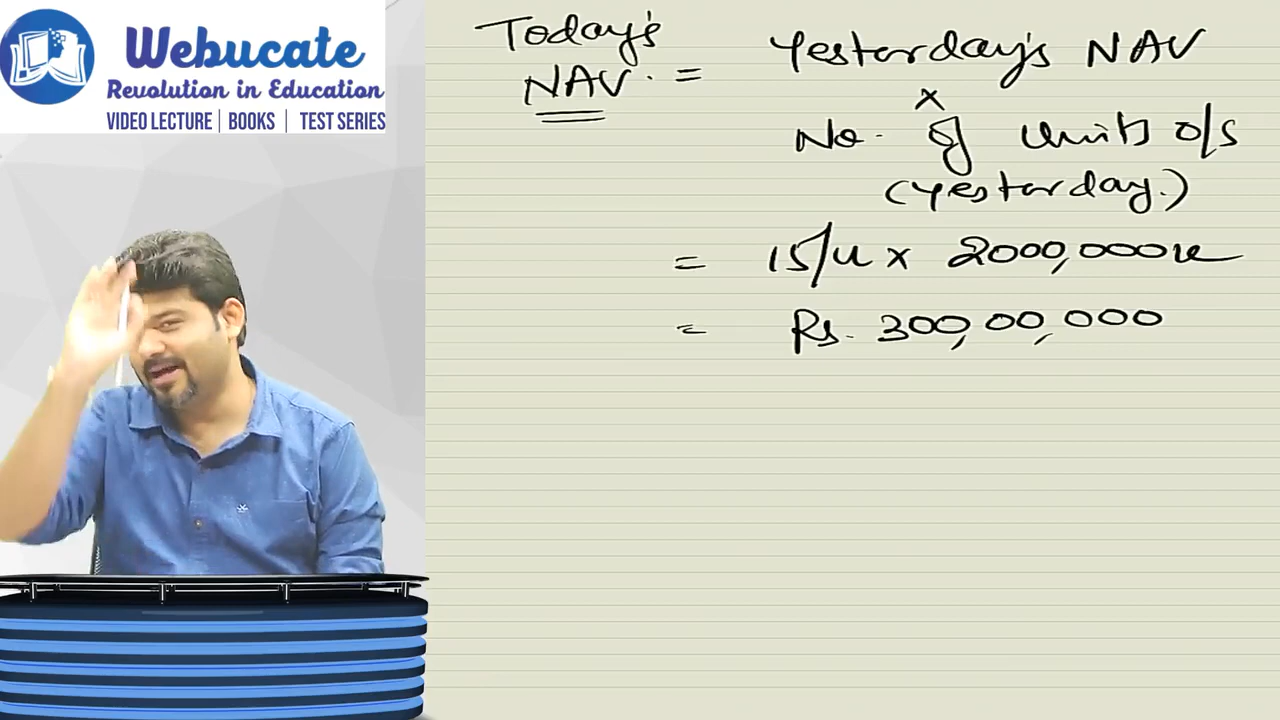 Webucate
Revolution in Education
VIDEO LECTURE | BOOKS | TEST SERIES
Today's
NAV. = Yesterday's NAV
x
No. of units o/s
(Yesterday.)
= 15/u x 2000,000u
= Rs. 300,00,000